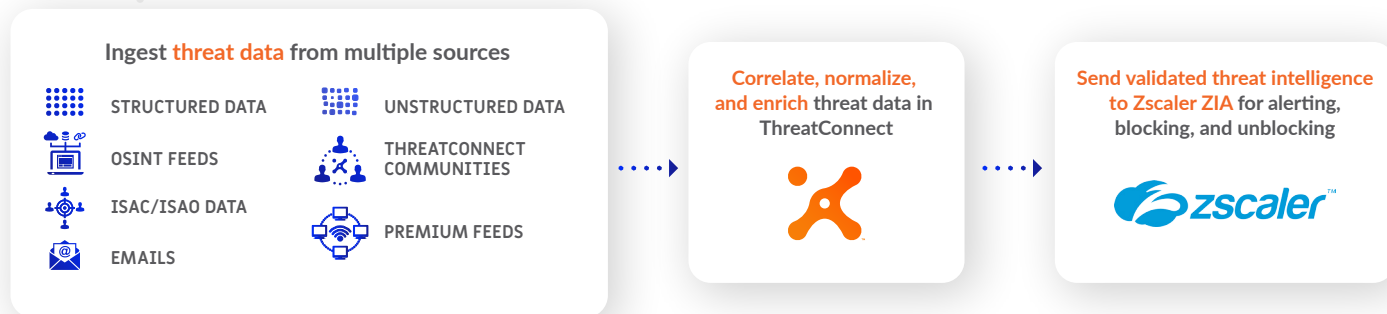 Ingest threat data from multiple sources
STRUCTURED DATA
OSINT FEEDS
ISAC/ISAO DATA
@
EMAILS
UNSTRUCTURED DATA
THREATCONNECT
COMMUNITIES
PREMIUM FEEDS
Correlate, normalize,
and enrich threat data in
ThreatConnect
Send validated threat intelligence
to Zscaler ZIA for alerting,
blocking, and unblocking
zscaler™